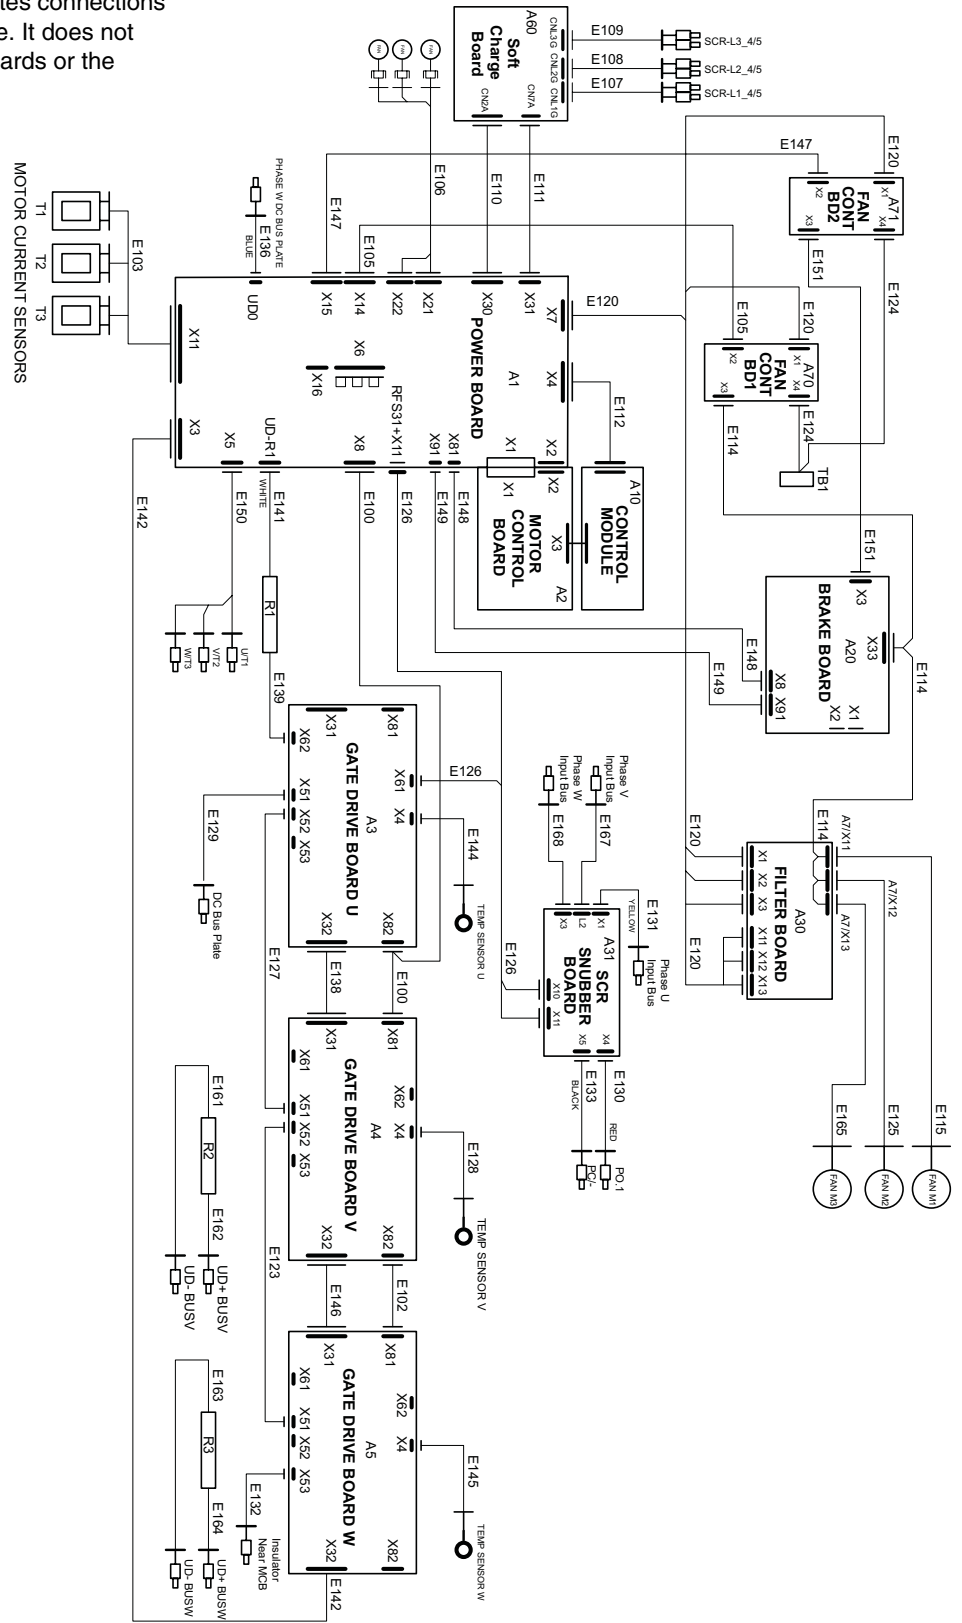 tes connections
e. It does not
ards or the
A60
Soft
Charge
Board
CNL3G
CNL2G
CNL1G
CN2A
CN7A
E109
E108
E107
SCR-L3_4/5
SCR-L2_4/5
SCR-L1_4/5
FAN
FAN
FAN
E106
E110
E111
E147
E120
X1
A71
X4
FAN
CONT
BD2
X2
X3
E151
E124
PHASE W DC BUS PLATE
E136
BLUE
E147
E105
E103
T1
T2
T3
MOTOR CURRENT SENSORS
UD0
X15
X14
X22
X21
X30
X31
X7
E120
X11
X6
X16
POWER BOARD
A1
X4
E112
RFS31+X11
X3
X5
UD-R1
X8
X91
X81
X1
X2
E105
E120
X1
A70
X4
FAN
CONT
BD1
X2
X3
E114
E124
TB1
X2
X1
MOTOR
CONTROL
BOARD
X3
A2
A10
CONTROL
MODULE
E142
E150
E141
WHITE
E100
E126
E149
E148
R1
E139
W/T3
V/T2
U/T1
E151
X3
BRAKE BOARD
A20
X33
X1
X2
X8
X91
E148
E149
E114
X31
X81
X62
GATE DRIVE BOARD U
A3
X61
X4
X51
X52
X53
X32
X82
E126
E144
TEMP SENSOR U
E129
DC Bus Plate
E127
E138
E100
Phase W
Input Bus
Phase V
Input Bus
E168
E167
E131
YELLOW
Phase U
Input Bus
X3
L2
X1
A31
SCR
SNUBBER
BOARD
X10
X11
X5
X4
E126
E133
BLACK
E130
RED
PC/-
PO.1
E120
E114
A7/X11
A7/X12
A7/X13
X1
X2
X3
X11
X12
X13
FILTER BOARD
A30
E120
E165
E125
E115
FAN M3
FAN M2
FAN M1
X31
X81
X61
X62
GATE DRIVE BOARD V
A4
X4
X51
X52
X53
X32
X82
E128
TEMP SENSOR V
E161
R2
E162
UD- BUSV
UD+ BUSV
E123
E146
E102
X31
X81
X61
X62
GATE DRIVE BOARD W
A5
X4
X51
X52
X53
X32
X82
E145
TEMP SENSOR W
E163
R3
E164
UD- BUSW
UD+ BUSW
E132
Insulator
Near MCB
E142